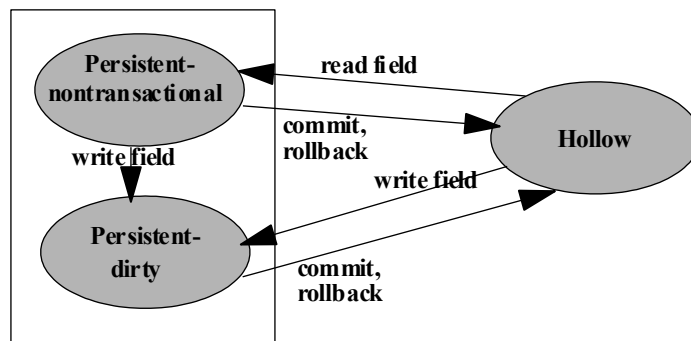 Persistent-
nontransactional
read field
commit,
rollback
Hollow
write field
write field
Persistent-
dirty
commit,
rollback